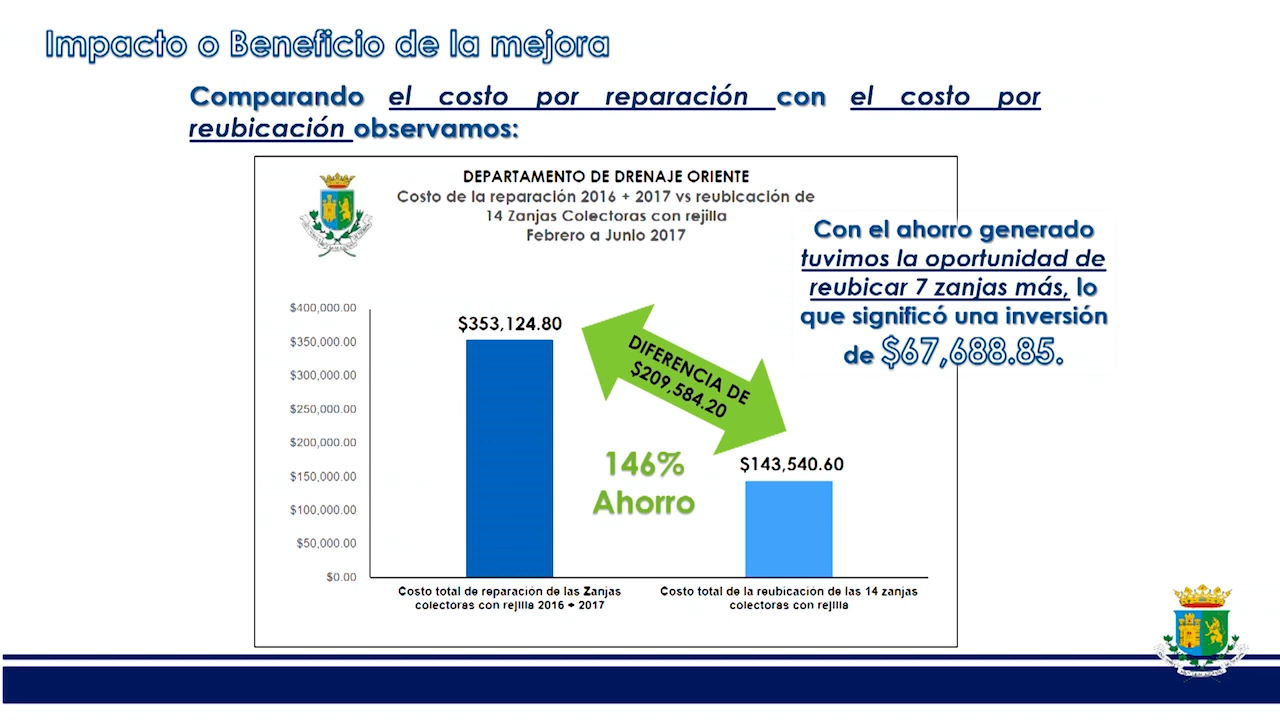 Impacto o Beneficio de la mejora
Comparando el costo por reparación con el costo por
reubicación observamos:
DEPARTAMENTO DE DRENAJE ORIENTE
Costo de la reparación 2016 + 2017 vs reubicación de
14 Zanjas Colectoras con rejilla
Febrero a Junio 2017
Con el ahorro generado
tuvimos la oportunidad de
reubicar 7 zanjas más, lo
que significó una inversión
de $67,688.85.
$400,000.00
$350,000.00
$300,000.00
$250,000.00
$200,000.00
$150,000.00
$100,000.00
$50,000.00
$0.00
$353,124.80
DIFERENCIA DE
$209,584.20
146%
Ahorro
$143,540.60
Costo total de reparación de las Zanjas
colectoras con rejilla 2016 + 2017
Costo total de la reubicación de las 14 zanjas
colectoras con rejilla